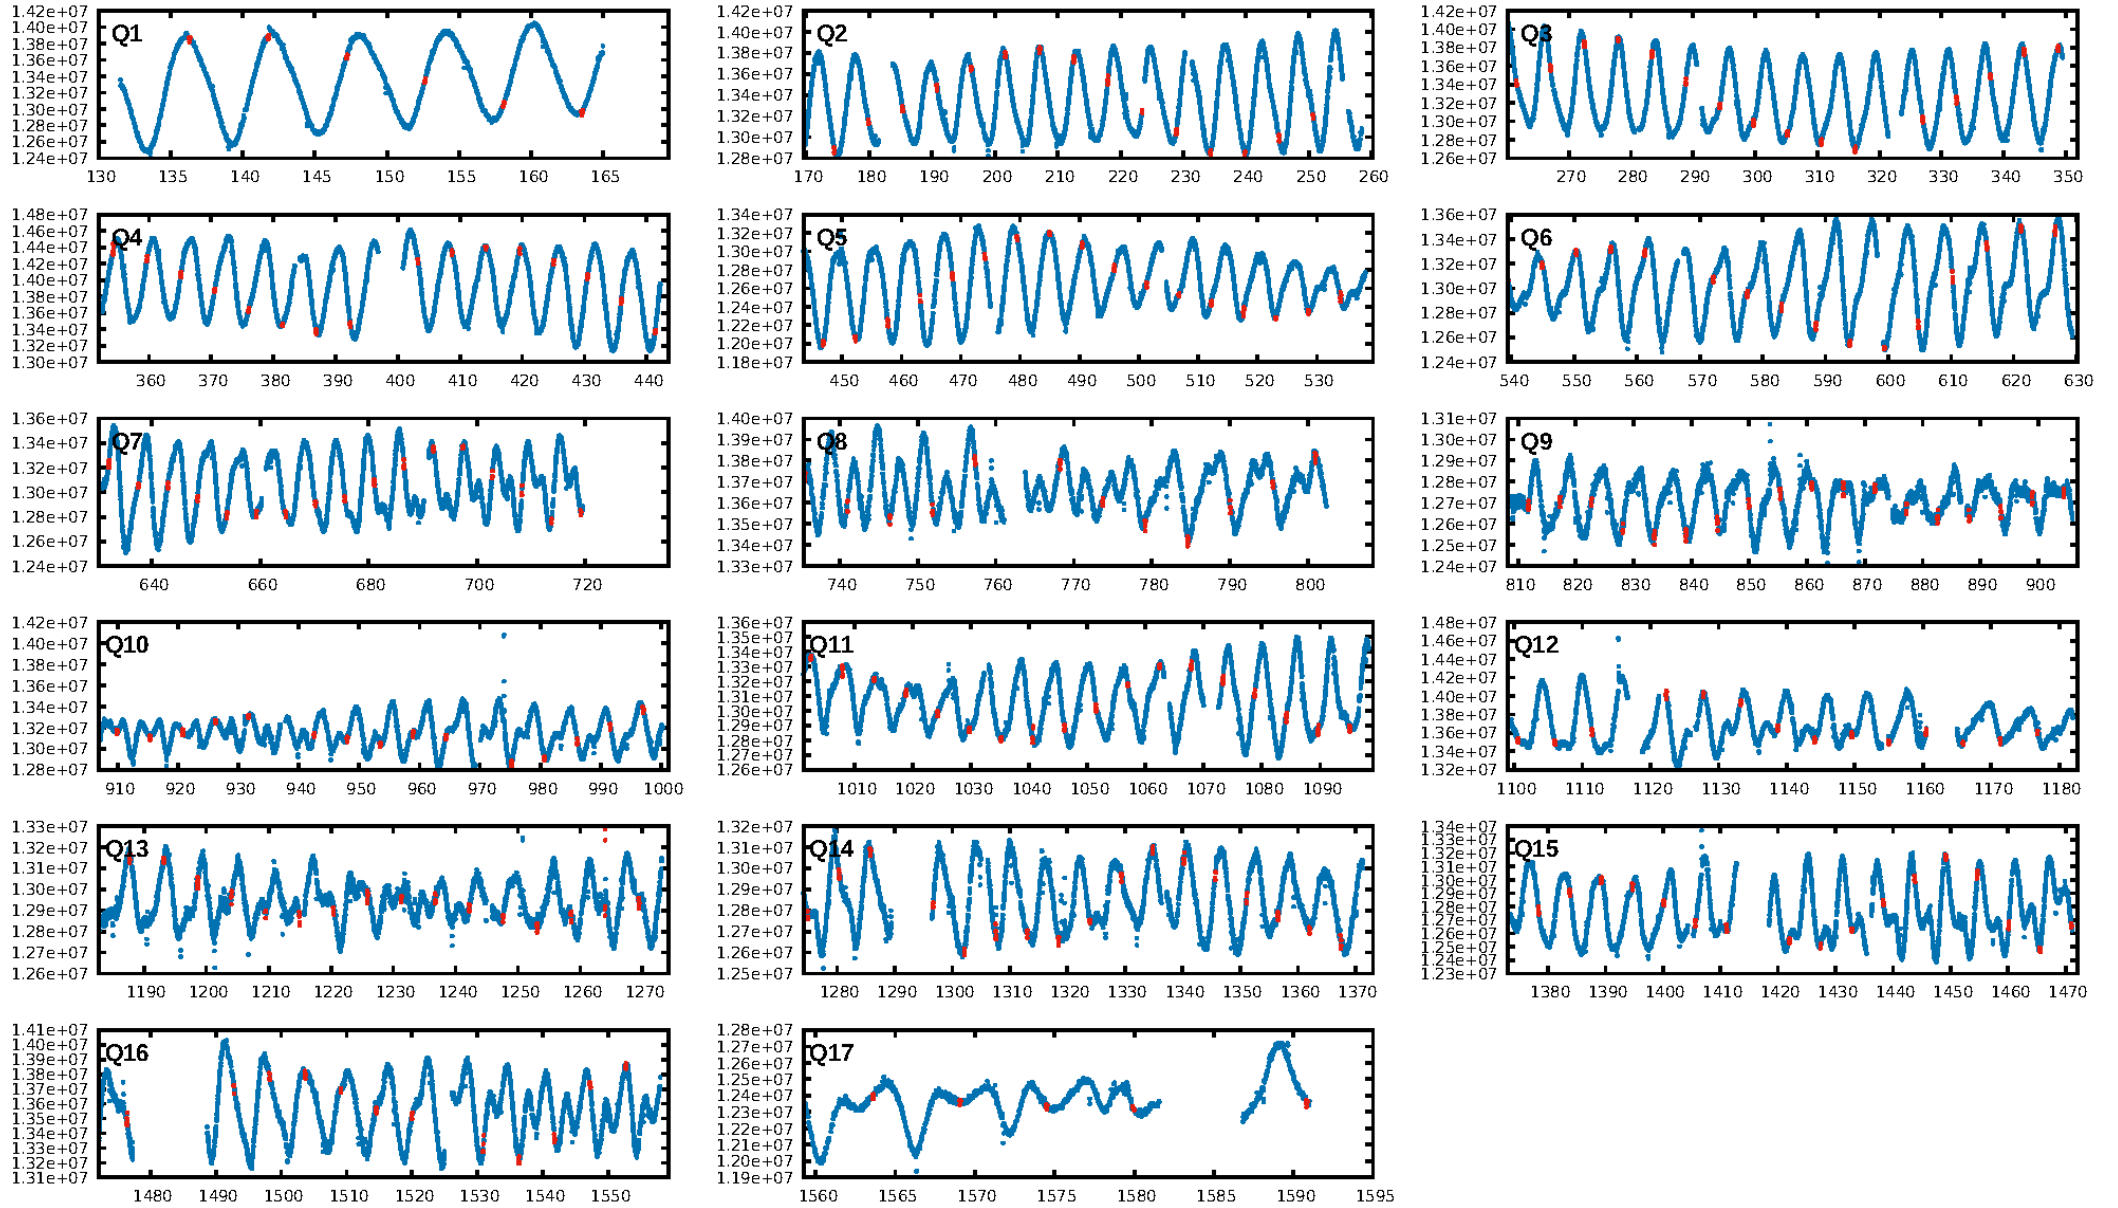 1.42e+07
1.40e+07
1.38e+07
1.36e+07
1.34e+07
1.32e+07
1.30e+07
1.28e+07
1.26e+07
1.24e+07
Q1
130 135 140 145 150 155 160 165
1.42e+07
1.40e+07
1.38e+07
1.36e+07
1.34e+07
1.32e+07
1.30e+07
1.28e+07
Q2
170 180 190 200 210 220 230 240 250 260
1.42e+07
1.40e+07
1.38e+07
1.36e+07
1.34e+07
1.32e+07
1.30e+07
1.28e+07
1.26e+07
Q3
270 280 290 300 310 320 330 340 350
1.48e+07
1.46e+07
1.44e+07
1.42e+07
1.40e+07
1.38e+07
1.36e+07
1.34e+07
1.32e+07
1.30e+07
Q4
360 370 380 390 400 410 420 430 440
1.34e+07
1.32e+07
1.30e+07
1.28e+07
1.26e+07
1.24e+07
1.22e+07
1.20e+07
1.18e+07
Q5
450 460 470 480 490 500 510 520 530
1.36e+07
1.34e+07
1.32e+07
1.30e+07
1.28e+07
1.26e+07
1.24e+07
Q6
540 550 560 570 580 590 600 610 620 630
1.36e+07
1.34e+07
1.32e+07
1.30e+07
1.28e+07
1.26e+07
1.24e+07
Q7
640 660 680 700 720
1.40e+07
1.39e+07
1.38e+07
1.37e+07
1.36e+07
1.35e+07
1.34e+07
1.33e+07
Q8
740 750 760 770 780 790 800
1.31e+07
1.30e+07
1.29e+07
1.28e+07
1.27e+07
1.26e+07
1.25e+07
1.24e+07
Q9
810 820 830 840 850 860 870 880 890 900
1.42e+07
1.40e+07
1.38e+07
1.36e+07
1.34e+07
1.32e+07
1.30e+07
1.28e+07
Q10
910 920 930 940 950 960 970 980 990 1000
1.36e+07
1.35e+07
1.34e+07
1.33e+07
1.32e+07
1.31e+07
1.30e+07
1.29e+07
1.28e+07
1.27e+07
1.26e+07
Q11
1010 1020 1030 1040 1050 1060 1070 1080 1090
1.48e+07
1.46e+07
1.44e+07
1.42e+07
1.40e+07
1.38e+07
1.36e+07
1.34e+07
1.32e+07
Q12
1100 1110 1120 1130 1140 1150 1160 1170 1180
1.33e+07
1.32e+07
1.31e+07
1.30e+07
1.29e+07
1.28e+07
1.27e+07
1.26e+07
Q13
1190 1200 1210 1220 1230 1240 1250 1260 1270
1.32e+07
1.31e+07
1.30e+07
1.29e+07
1.28e+07
1.27e+07
1.26e+07
1.25e+07
Q14
1280 1290 1300 1310 1320 1330 1340 1350 1360 1370
1.34e+07
1.33e+07
1.32e+07
1.31e+07
1.30e+07
1.29e+07
1.28e+07
1.27e+07
1.26e+07
1.25e+07
1.24e+07
1.23e+07
Q15
1380 1390 1400 1410 1420 1430 1440 1450 1460 1470
1.41e+07
1.40e+07
1.39e+07
1.38e+07
1.37e+07
1.36e+07
1.35e+07
1.34e+07
1.33e+07
1.32e+07
1.31e+07
Q16
1480 1490 1500 1510 1520 1530 1540 1550
1.28e+07
1.27e+07
1.26e+07
1.25e+07
1.24e+07
1.23e+07
1.22e+07
1.21e+07
1.20e+07
1.19e+07
Q17
1560 1565 1570 1575 1580 1585 1590 1595